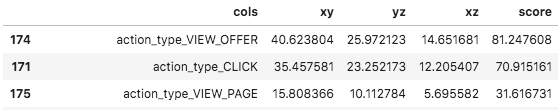 cols xy yz xz score
174 action_type_VIEW_OFFER 40.623804 25.972123 14.651681 81.247608
171 action_type_CLICK 35.457581 23.252173 12.205407 70.915161
175 action_type_VIEW_PAGE 15.808366 10.112784 5.695582 31.616731